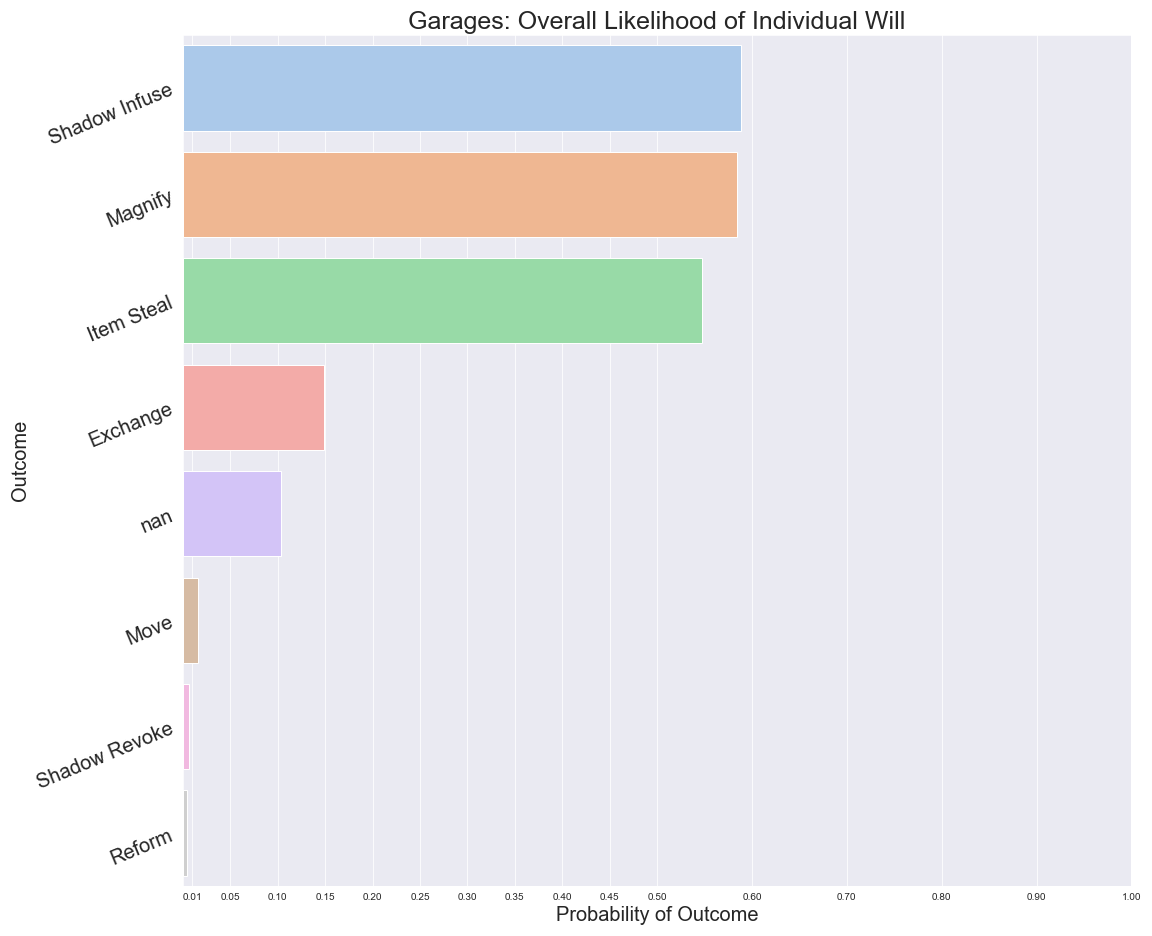 Garages: Overall Likelihood of Individual Will
Shadow Infuse
Magnify
Item Steal
Exchange
nan
Move
Shadow Revoke
Reform
Outcome
0.01 0.05 0.10 0.15 0.20 0.25 0.30 0.35 0.40 0.45 0.50 0.60 0.70 0.80 0.90 1.00
Probability of Outcome